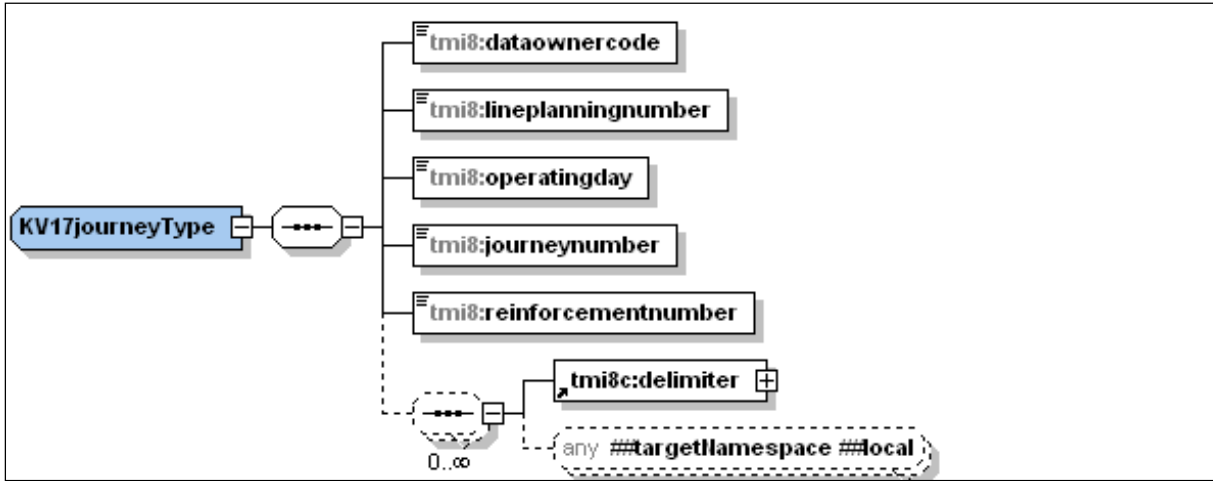 tmi8:dataownercode
tmi8:lineplanningnumber
tmi8:operatingday
KV17journeyType
tmi8:journeynumber
tmi8:reinforcementnumber
tmi8c:delimiter
any ##targetNamespace ##local
0..∞